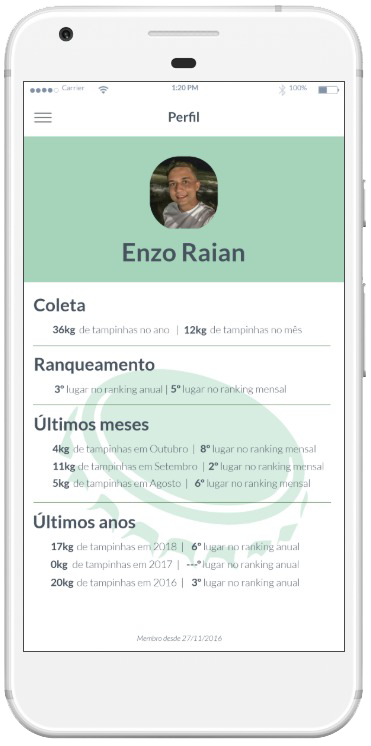 Carrier 1:20 PM 100%
Perfil
Enzo Raian
Coleta
36kg de tampinhas no ano | 12kg de tampinhas no mês
Ranqueamento
3º lugar no ranking anual | 5º lugar no ranking mensal
Últimos meses
4kg de tampinhas em Outubro | 8º lugar no ranking mensal
11kg de tampinhas em Setembro | 2º lugar no ranking mensal
5kg de tampinhas em Agosto | 6º lugar no ranking mensal
Últimos anos
17kg de tampinhas em 2018 | 6º lugar no ranking anual
0kg de tampinhas em 2017 | ---º lugar no ranking anual
20kg de tampinhas em 2016 | 3º lugar no ranking anual
Membro desde 27/11/2016